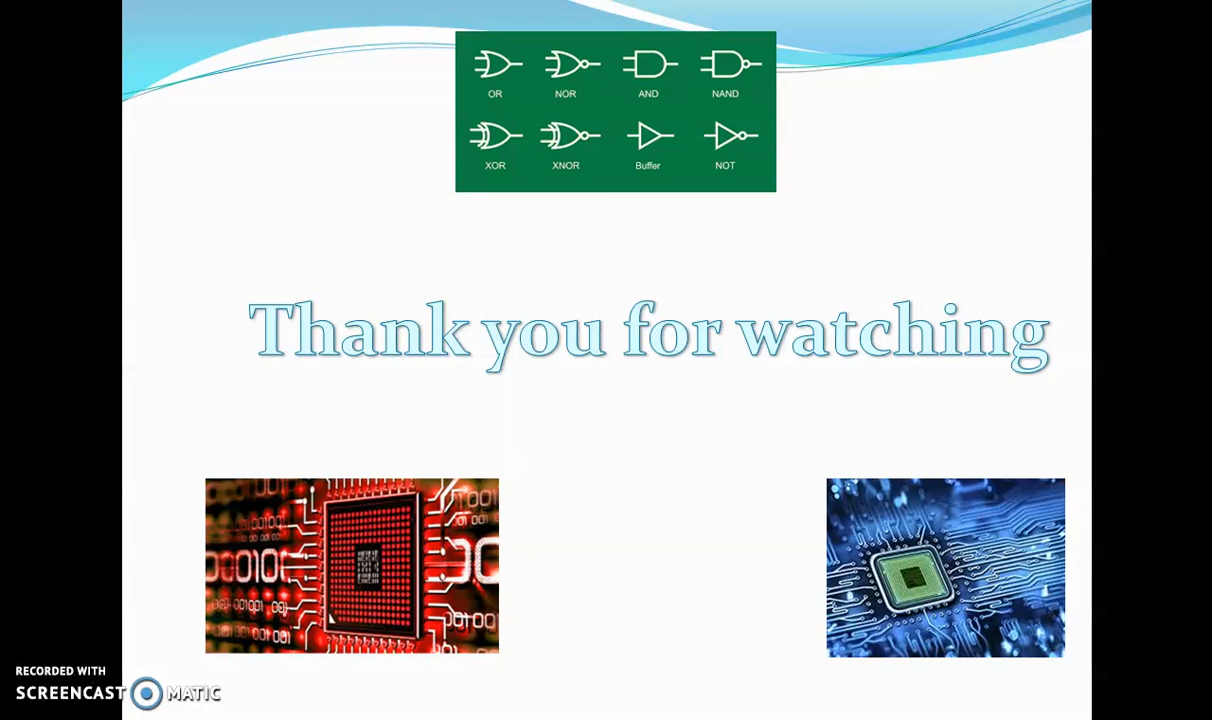 OR NOR AND NAND
XOR XNOR Buffer NOT
Thank you for watching
RECORDED WITH
SCREENCAST MATIC